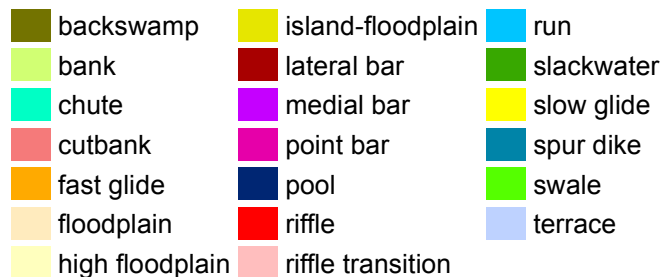 backswamp
bank
chute
cutbank
fast glide
floodplain
high floodplain
island-floodplain
lateral bar
medial bar
point bar
pool
riffle
riffle transition
run
slackwater
slow glide
spur dike
swale
terrace